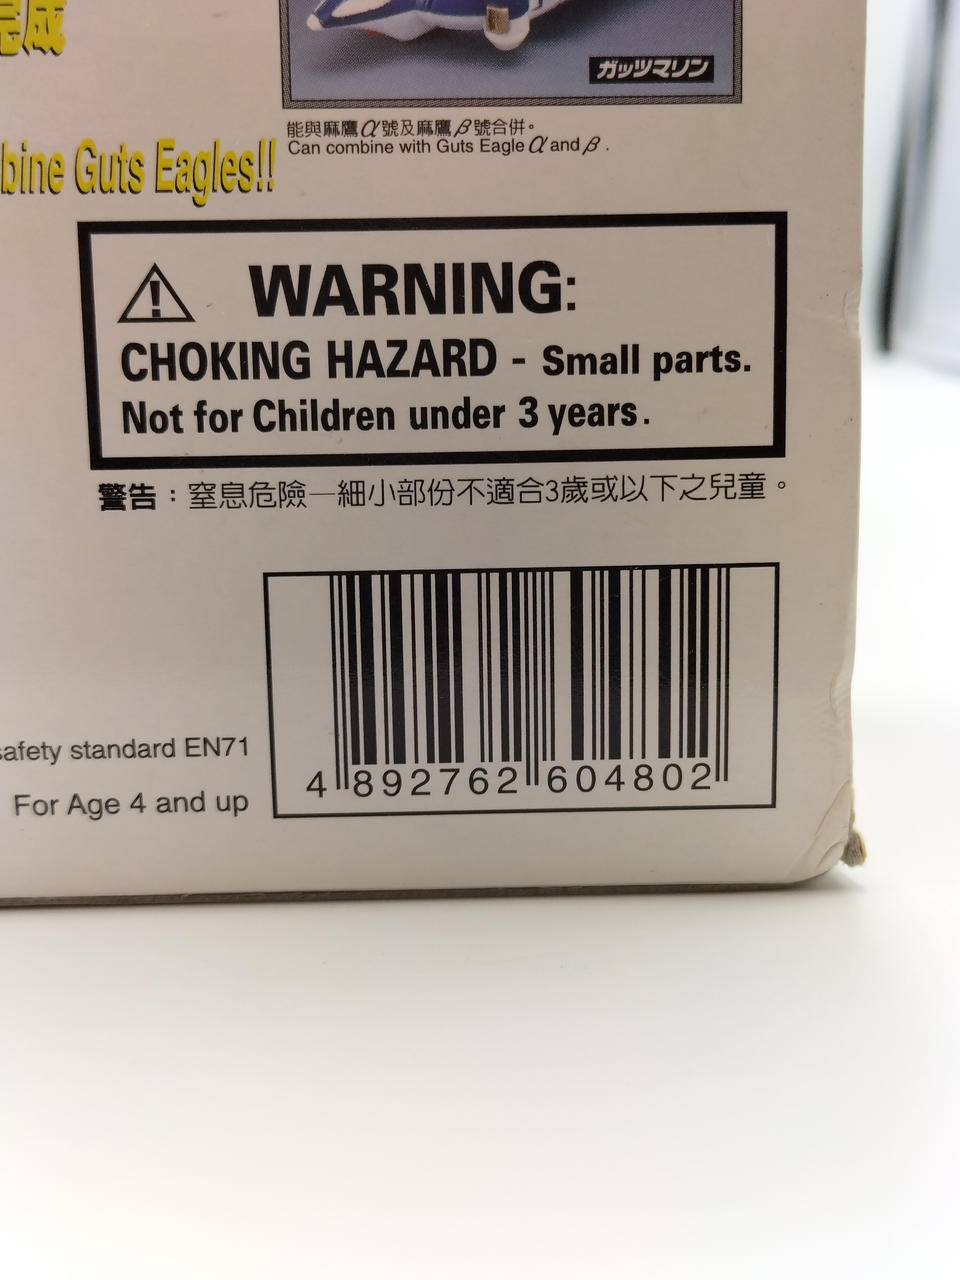 完成
ガッツマリン
能與麻鷹α號及麻鷹β號合併。
Can combine with Guts Eagle α and β .
bine Guts Eagles!!
WARNING:
CHOKING HAZARD - Small parts.
Not for Children under 3 years.
警告：窒息危險—細小部份不適合3歲或以下之兒童。
safety standard EN71
For Age 4 and up
4 892762 604802